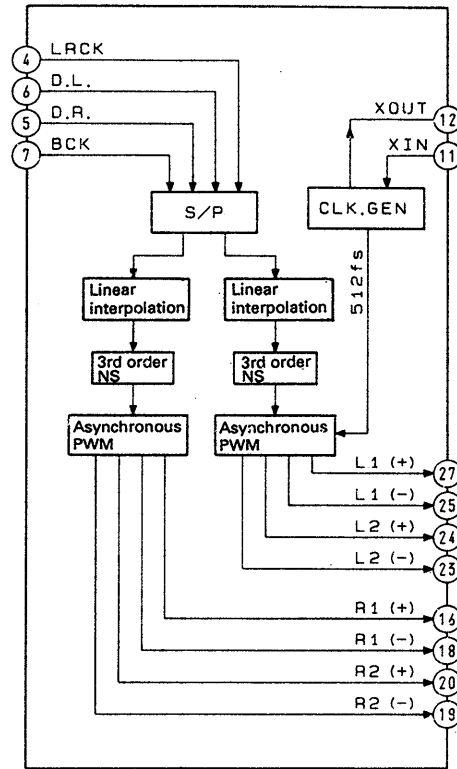 4 LRCK
6 D.L.
5 D.R.
7 BCK
XOUT 12
XIN 11
S/P
CLK.GEN
512fs
Linear
interpolation
Linear
interpolation
3rd order
NS
3rd order
NS
Asynchronous
PWM
Asynchronous
PWM
L1 (+) 27
L1 (-) 25
L2 (+) 24
L2 (-) 23
R1 (+) 16
R1 (-) 18
R2 (+) 20
R2 (-) 19